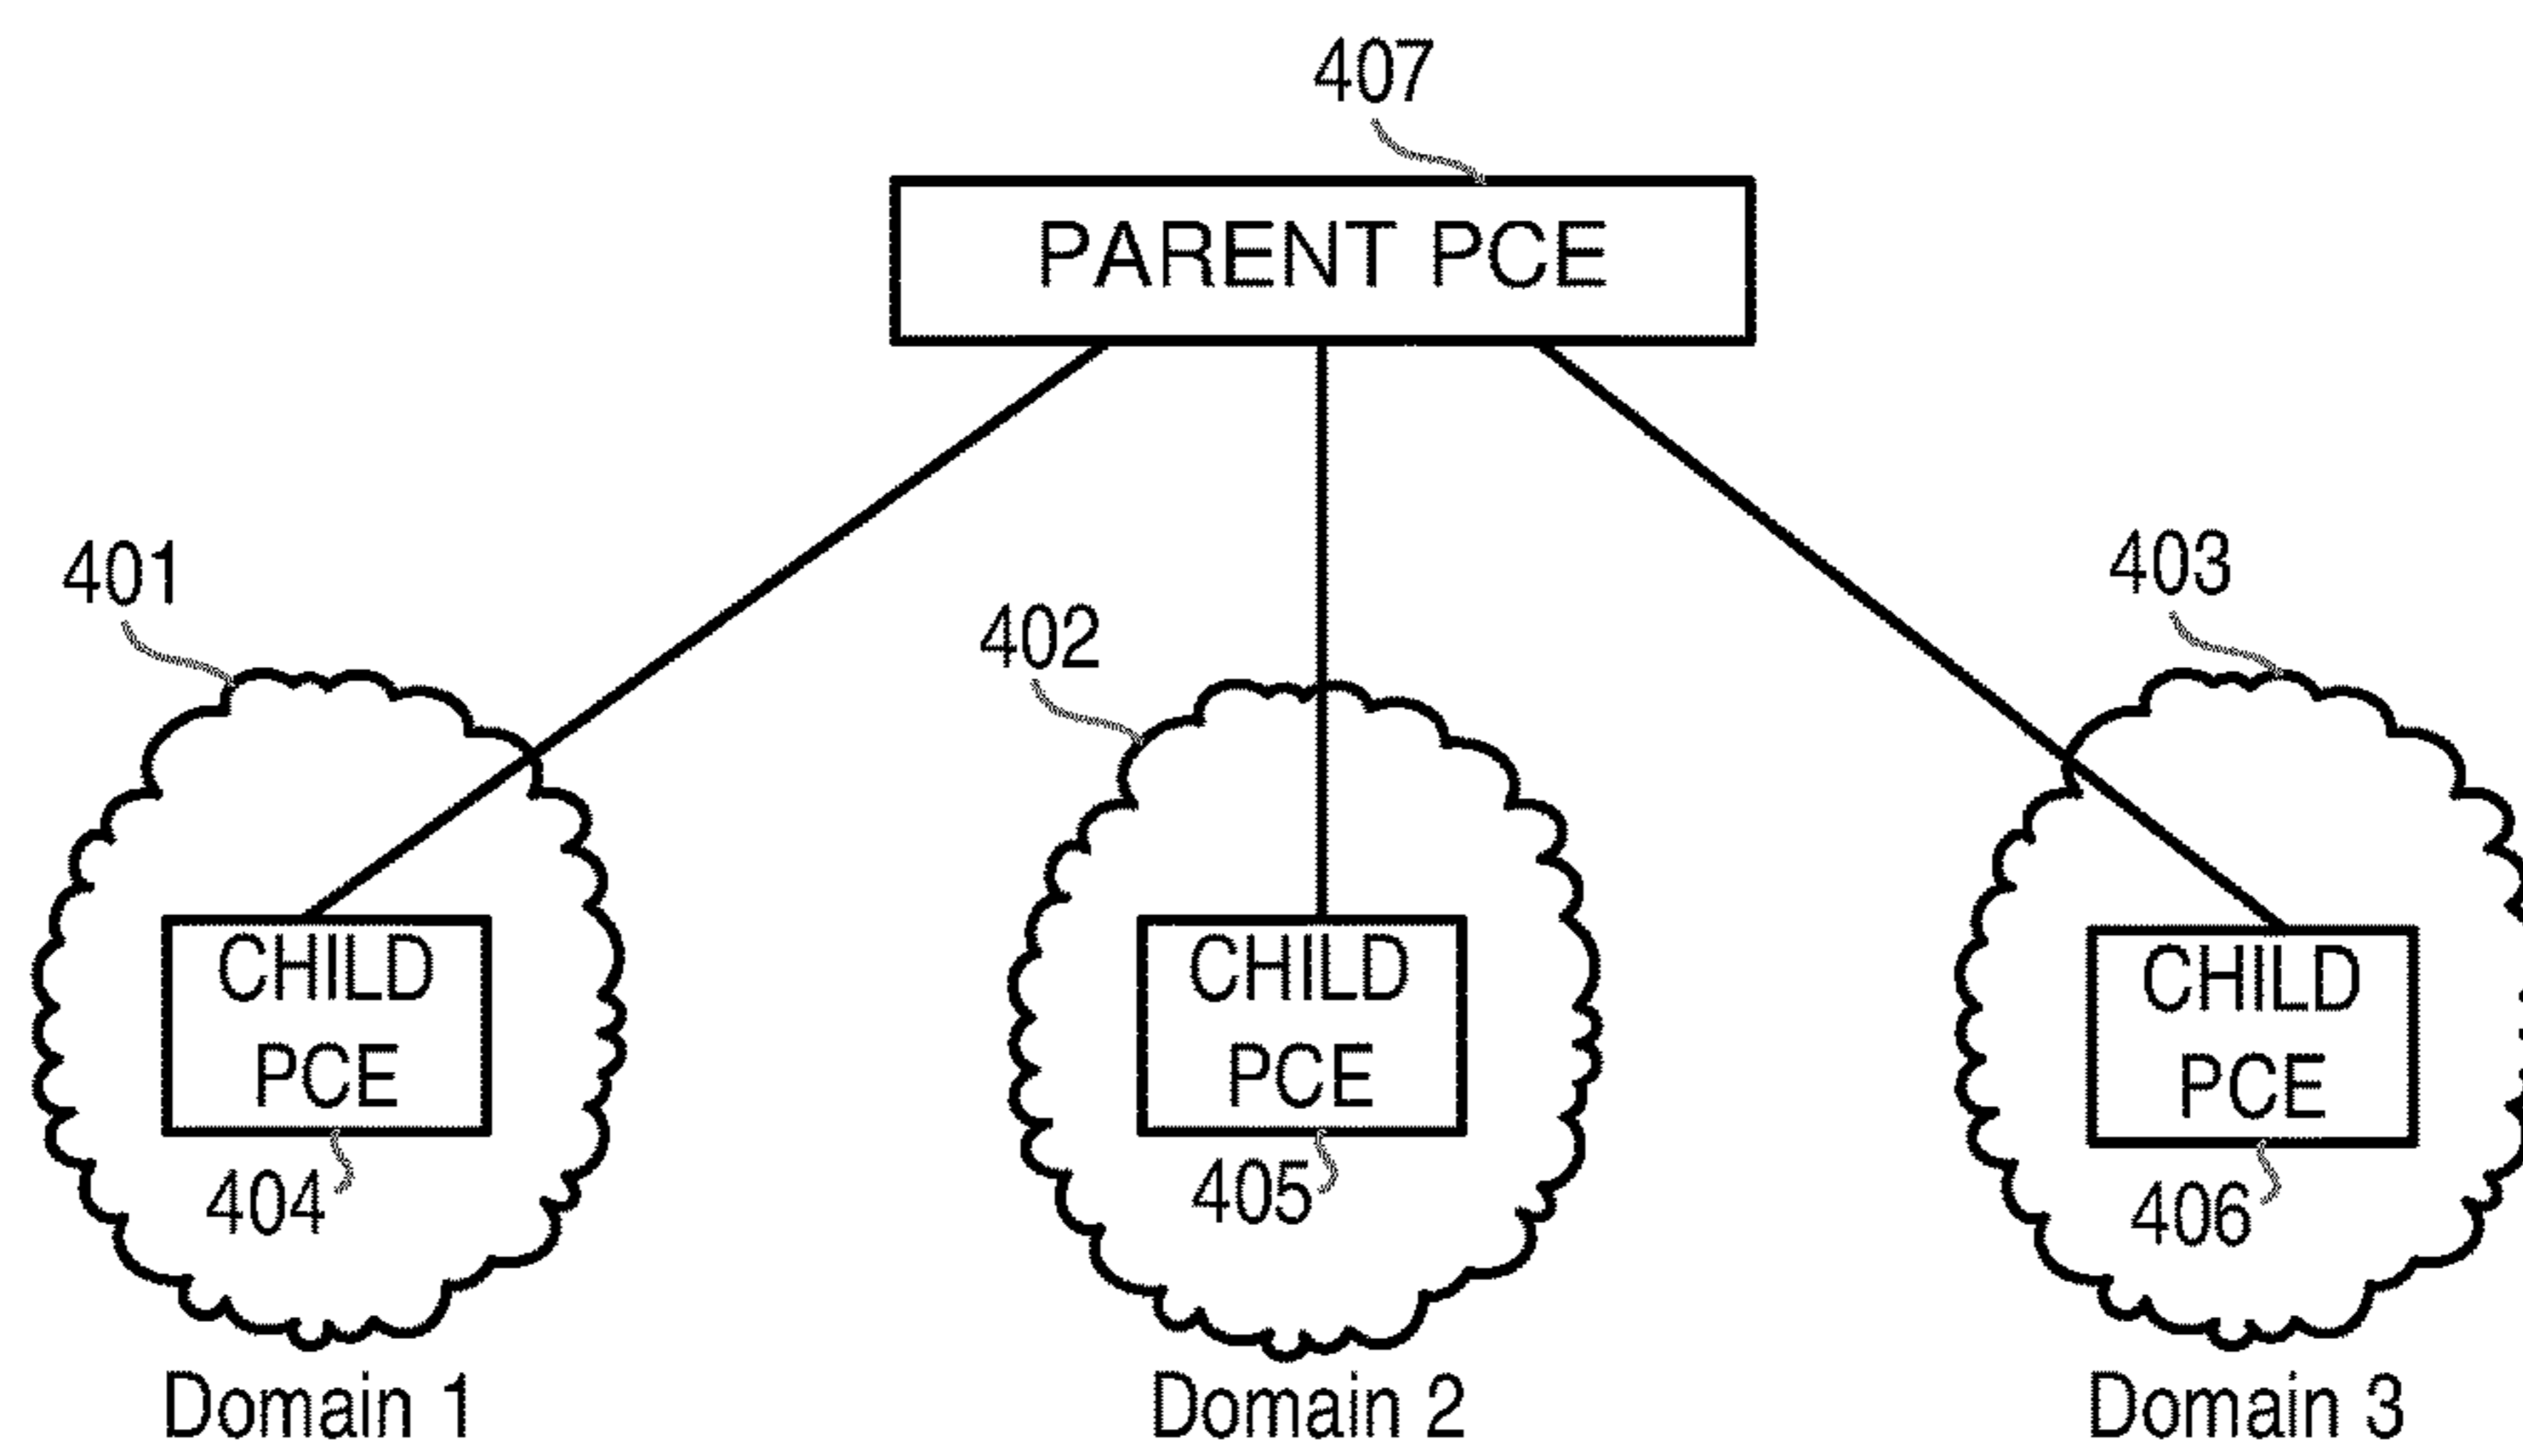 407
PARENT PCE
401
402
403
CHILD
PCE
404
CHILD
PCE
405
CHILD
PCE
406
Domain 1
Domain 2
Domain 3